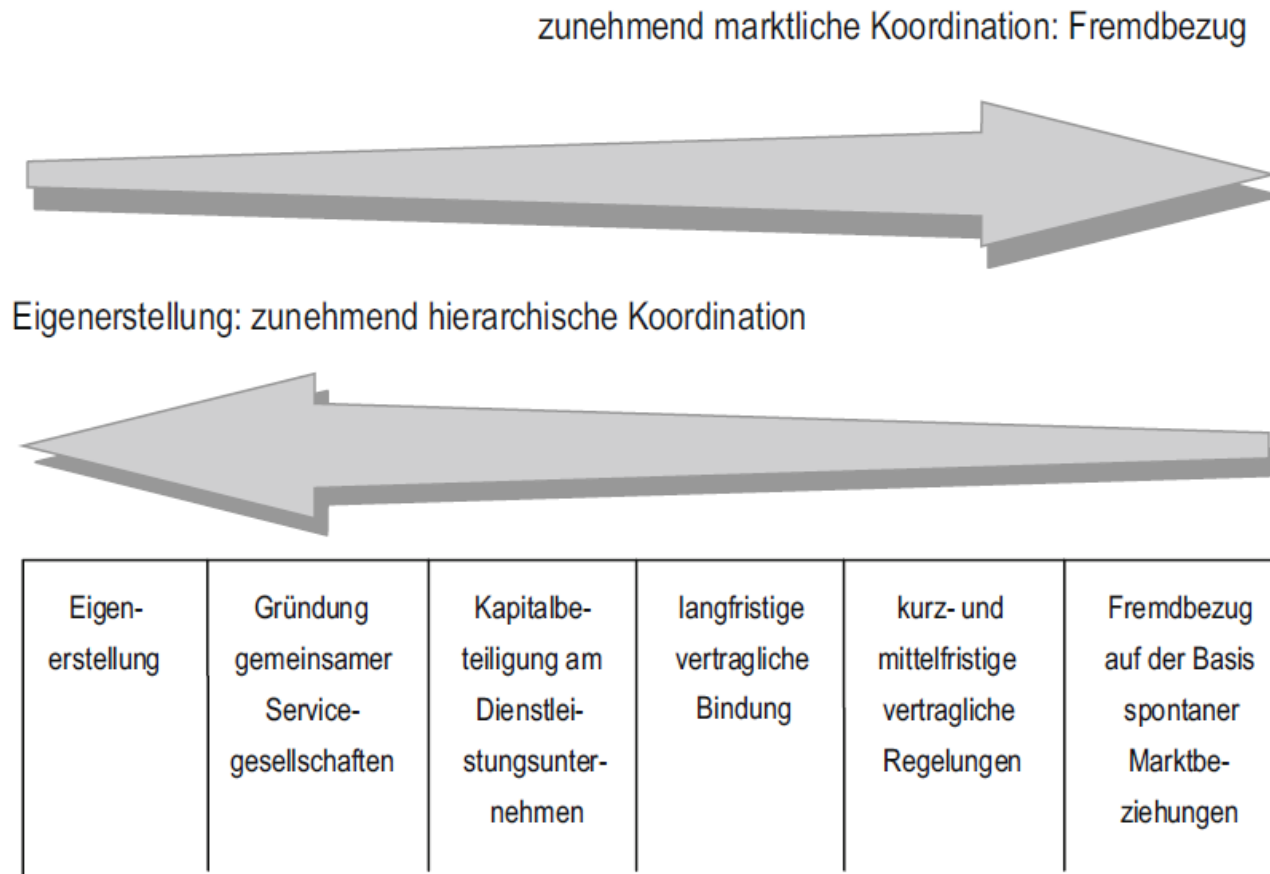 zunehmend marktliche Koordination: Fremdbezug
Eigenerstellung: zunehmend hierarchische Koordination
Eigen-
erstellung
Gründung
gemeinsamer
Service-
gesellschaften
Kapitalbe-
teiligung am
Dienstlei-
stungsunter-
nehmen
langfristige
vertragliche
Bindung
kurz- und
mittelfristige
vertragliche
Regelungen
Fremdbezug
auf der Basis
spontaner
Marktbe-
ziehungen